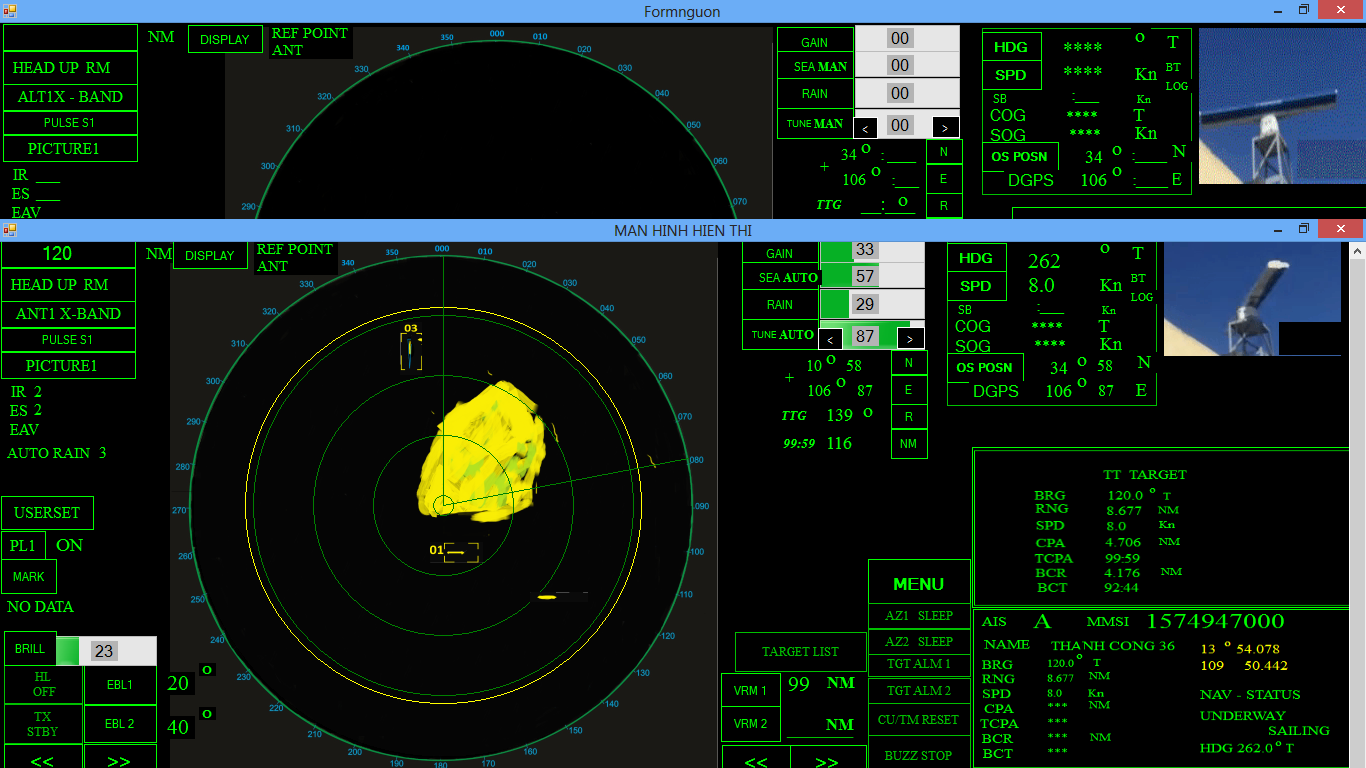 Formnguon
NM
DISPLAY
REF POINT
ANT
HEAD UP RM
ALT1X - BAND
PULSE S1
PICTURE1
IR ___
ES ___
EAV
290 300 310 320 330 340 350 000 010 020 030 040 050 060 070
GAIN 00
SEA MAN 00
RAIN 00
TUNE MAN < 00 >
+ 34 o :___ N
106 o :___ E
TTG __:__ o R
HDG **** o T
SPD **** Kn BT
LOG
SB :___ Kn
COG **** T
SOG **** Kn
OS POSN 34 o :___ N
DGPS 106 o :___ E
MAN HINH HIEN THI
120 NM
DISPLAY
REF POINT
ANT
HEAD UP RM
ANT1 X-BAND
PULSE S1
PICTURE1
IR 2
ES 2
EAV
AUTO RAIN 3
USERSET
PL1 ON
MARK
NO DATA
BRILL 23
HL
OFF
EBL1 20 o
TX
STBY
EBL 2 40 o
<< >>
000 010 020 030 040 050 060 070 080 090 100 110 120 130 140 150 160 170 180 190 200 210 220 230 240 250 260 270 280 290 300 310 320 330 340 350
03
01
GAIN 33
SEA AUTO 57
RAIN 29
TUNE AUTO < 87 >
+ 10 o 58 N
106 o 87 E
TTG 139 o R
99:59 116 NM
HDG 262 o T
SPD 8.0 Kn BT
LOG
SB :___ Kn
COG **** T
SOG **** Kn
OS POSN 34 o 58 N
DGPS 106 o 87 E
TT TARGET
BRG 120.0 o T
RNG 8.677 NM
SPD 8.0 Kn
CPA 4.706 NM
TCPA 99:59
BCR 4.176 NM
BCT 92:44
MENU
AZ1 SLEEP
AZ2 SLEEP
TGT ALM 1
TGT ALM 2
CU/TM RESET
BUZZ STOP
TARGET LIST
VRM 1 99 NM
VRM 2 ___ NM
<< >>
AIS A MMSI 1574947000
NAME THANH CONG 36
13 o 54.078
109 50.442
BRG 120.0 o T
RNG 8.677 NM
SPD 8.0 Kn
CPA *** NM
TCPA ***
BCR *** NM
BCT ***
NAV - STATUS
UNDERWAY
SAILING
HDG 262.0 o T